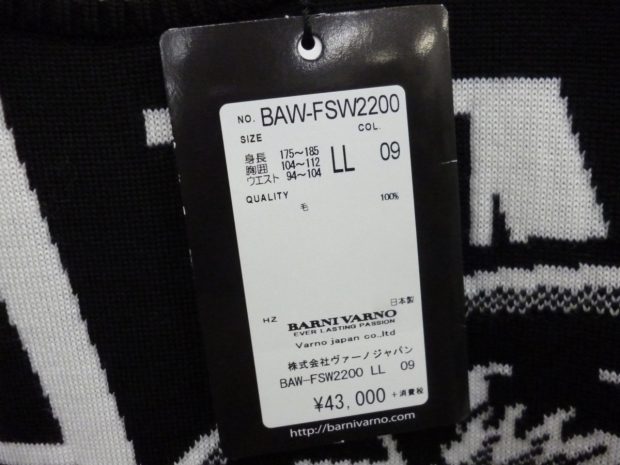 NO. BAW-FSW2200
SIZE COL.
身長 175～185
胸囲 104～112
ウエスト 94～104
LL 09
QUALITY
毛 100%
日本製
HZ BARNI VARNO
EVER LASTING PASSION
Varno japan co.,ltd
株式会社ヴァーノジャパン
BAW-FSW2200 LL 09
¥43,000 +消費税
http://barnivarno.com